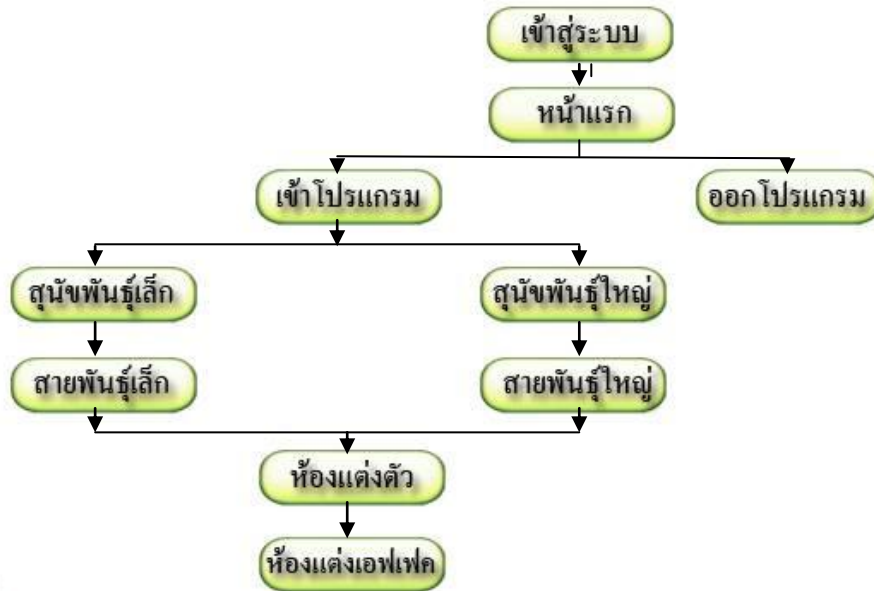 เข้าสู่ระบบ
หน้าแรก
เข้าโปรแกรม
ออกโปรแกรม
สุนัขพันธุ์เล็ก
สุนัขพันธุ์ใหญ่
สายพันธุ์เล็ก
สายพันธุ์ใหญ่
ห้องแต่งตัว
ห้องแต่งเอฟเฟค